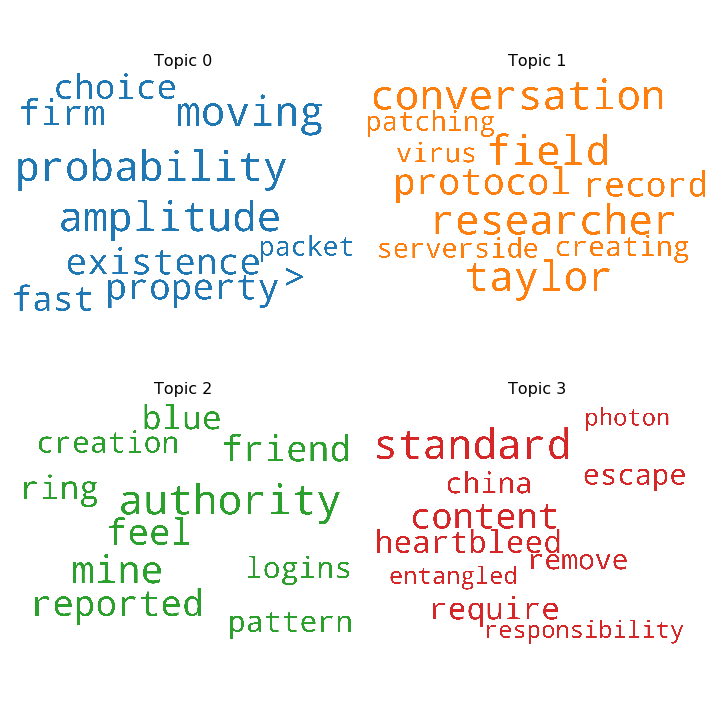 Topic 0
choice
firm moving
probability
amplitude
existence packet
property >
fast
Topic 1
conversation
patching
virus field
protocol record
researcher
serverside creating
taylor
Topic 2
blue
creation friend
ring authority
feel
mine logins
reported
pattern
Topic 3
photon
standard
china escape
content
heartbleed
remove
entangled
require
responsibility